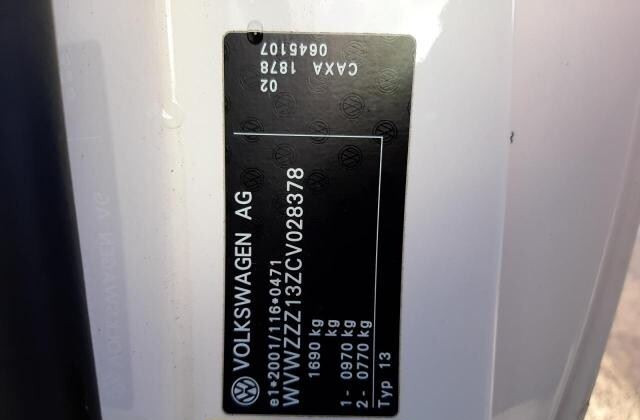 VOLKSWAGEN AG
e1*2001/116*0471
WVWZZZ13ZCV028378
1690 kg
kg
1- 0970 kg
2- 0770 kg
Typ 13
02
CAXA 1878
0645107